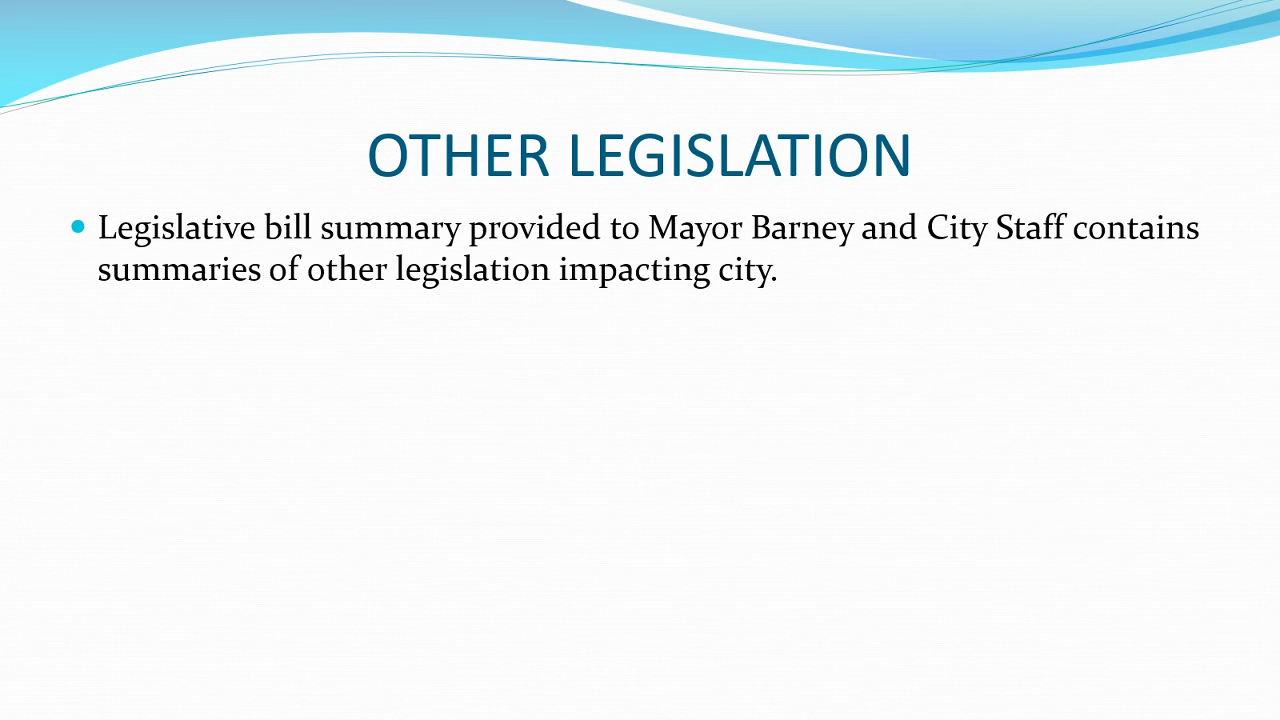 OTHER LEGISLATION
• Legislative bill summary provided to Mayor Barney and City Staff contains
summaries of other legislation impacting city.